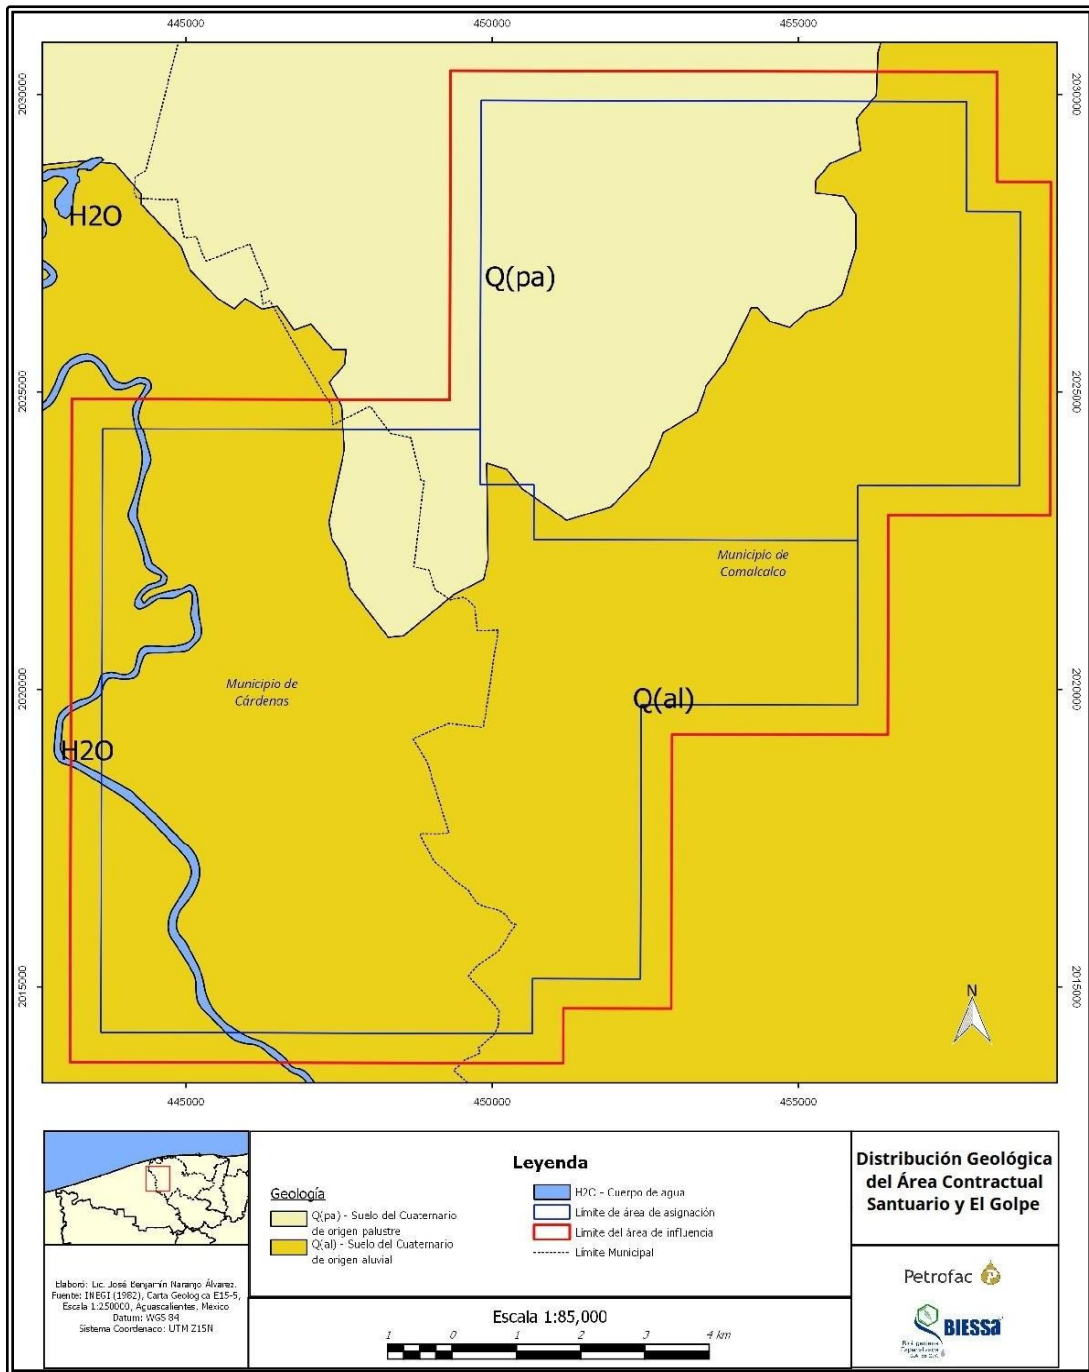 445000
450000
455000
2030000
2030000
H2O
Q(pa)
2025000
2025000
Municipio de
Comalcalco
Municipio de
Cárdenas
2020000
2020000
Q(al)
H2O
2015000
2015000
N
445000
450000
455000
Leyenda
Geología
Q(pa) - Suelo del Cuaternario
de origen palustre
Q(al) - Suelo del Cuaternario
de origen aluvial
H2O - Cuerpo de agua
Límite de área de asignación
Límite del área de influencia
Límite Municipal
Distribución Geológica
del Área Contractual
Santuario y El Golpe
Elaboró: Lic. José Benjamín Naranjo Álvarez.
Fuente: INEGI (1982), Carta Geológica E15-5,
Escala 1:250000, Aguascalientes, Mexico
Datum: WGS 84
Sistema Coordenado: UTM Z15N
Escala 1:85,000
1 0 1 2 3 4 km
Petrofac
BIESSA